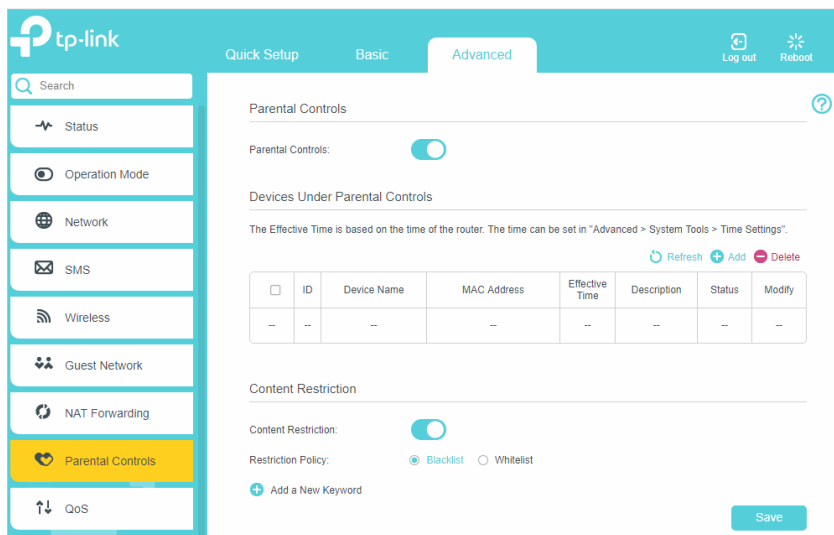 tp-link
Quick Setup Basic Advanced Log out Reboot
Search
Status
Operation Mode
Network
SMS
Wireless
Guest Network
NAT Forwarding
Parental Controls
QoS
Parental Controls
Parental Controls:
Devices Under Parental Controls
The Effective Time is based on the time of the router. The time can be set in "Advanced > System Tools > Time Settings".
Refresh Add Delete
ID Device Name MAC Address Effective Time Description Status Modify
-- -- -- -- -- -- -- --
Content Restriction
Content Restriction:
Restriction Policy: Blacklist Whitelist
Add a New Keyword
Save